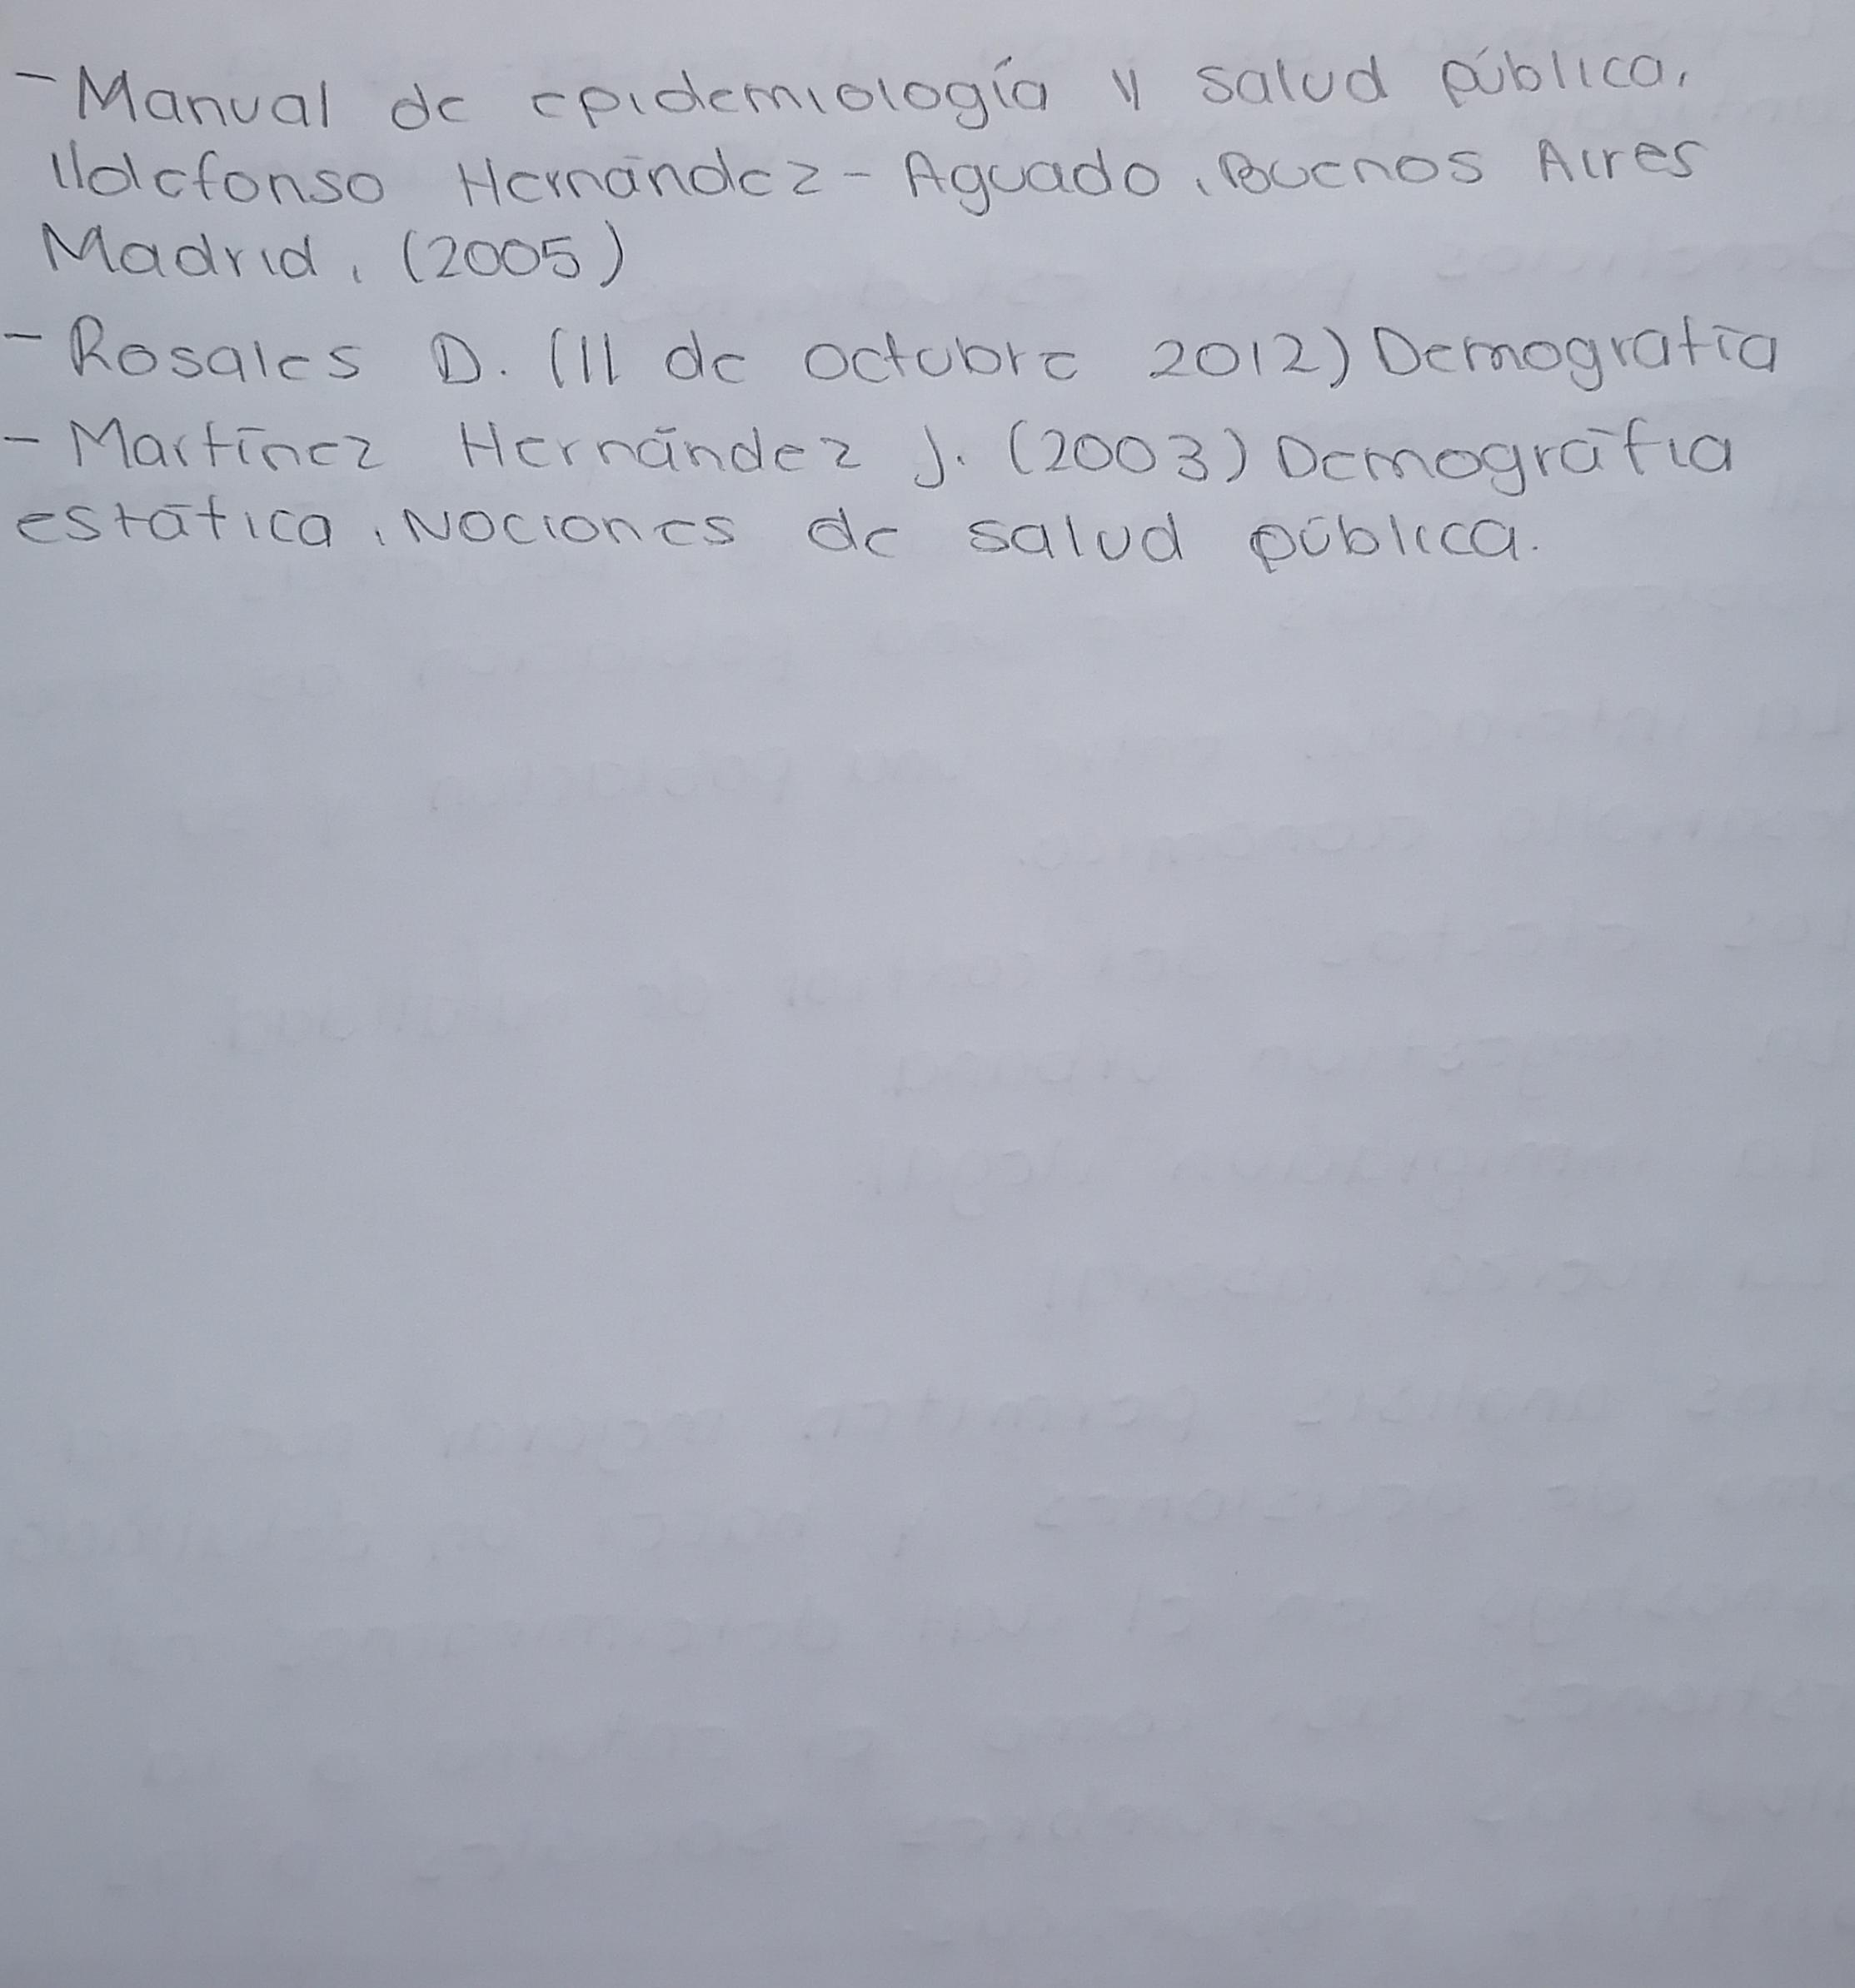 - Manual de epidemiología y salud pública,
Ildefonso Hernández - Aguado, Buenos Aires
Madrid, (2005)
- Rosales D. (11 de octubre 2012) Demografía
- Martínez Hernández J. (2003) Demográfia
estática, Nociones de salud pública.